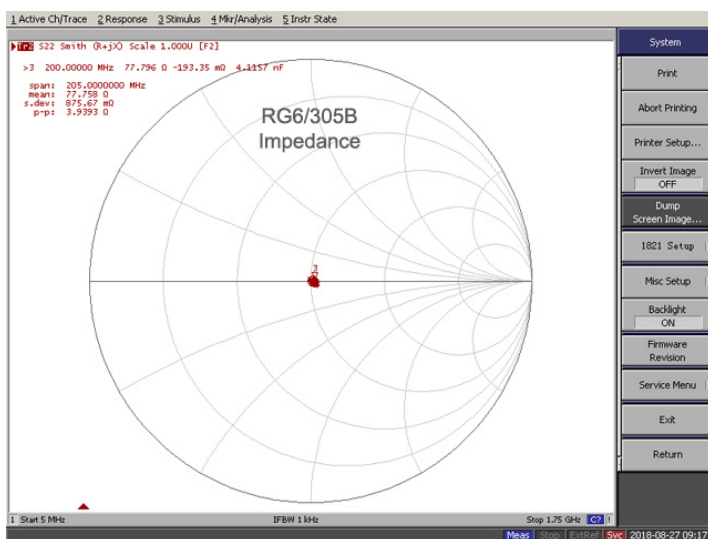 1 Active Ch/Trace 2 Response 3 Stimulus 4 Mkr/Analysis 5 Instr State
Tr2 S22 Smith (R+jX) Scale 1.000U [F2]
>3 200.00000 MHz 77.796 Ω -193.35 mΩ 4.1157 nF
span: 205.0000000 MHz
mean: 77.758 Ω
s.dev: 875.67 mΩ
p-p: 3.9393 Ω
RG6/305B
Impedance
3
1 Start 5 MHz IFBW 1 kHz Stop 1.75 GHz C? !
Meas Stop ExtRef Svc 2018-08-27 09:17
System
Print
Abort Printing
Printer Setup...
Invert Image
OFF
Dump
Screen Image...
1821 Setup
Misc Setup
Backlight
ON
Firmware
Revision
Service Menu
Exit
Return